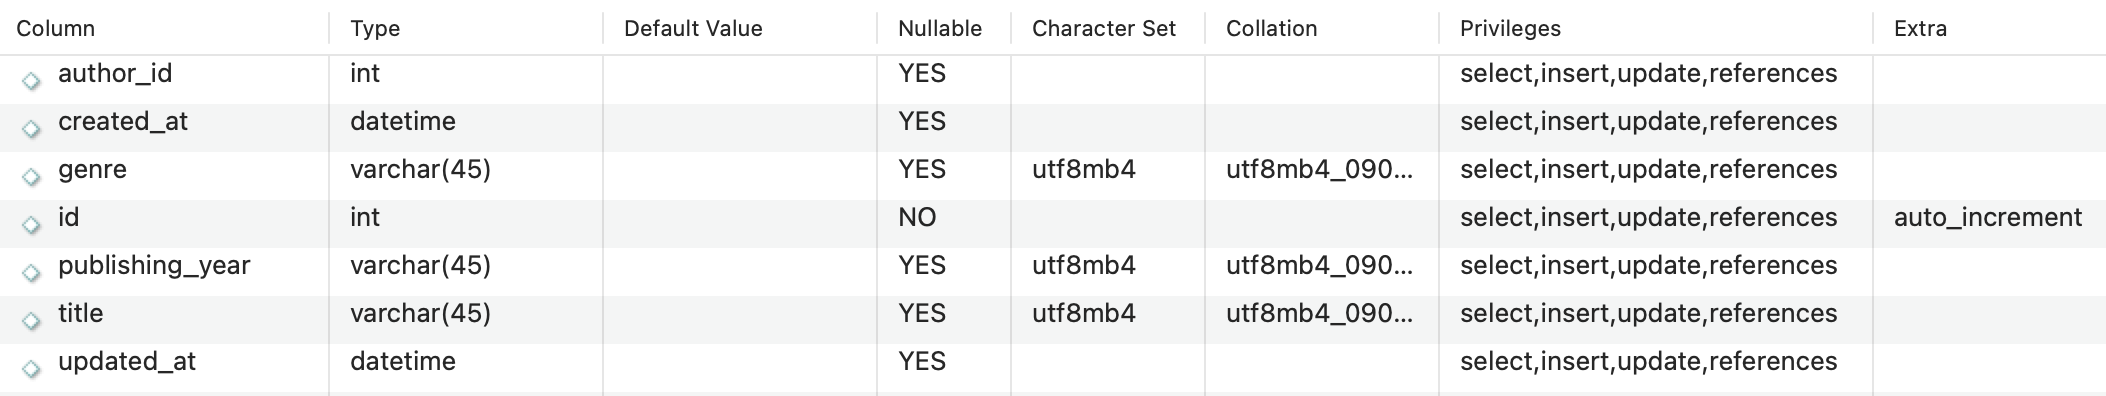 Column Type Default Value Nullable Character Set Collation Privileges Extra
author_id int YES select,insert,update,references
created_at datetime YES select,insert,update,references
genre varchar(45) YES utf8mb4 utf8mb4_090... select,insert,update,references
id int NO select,insert,update,references auto_increment
publishing_year varchar(45) YES utf8mb4 utf8mb4_090... select,insert,update,references
title varchar(45) YES utf8mb4 utf8mb4_090... select,insert,update,references
updated_at datetime YES select,insert,update,references